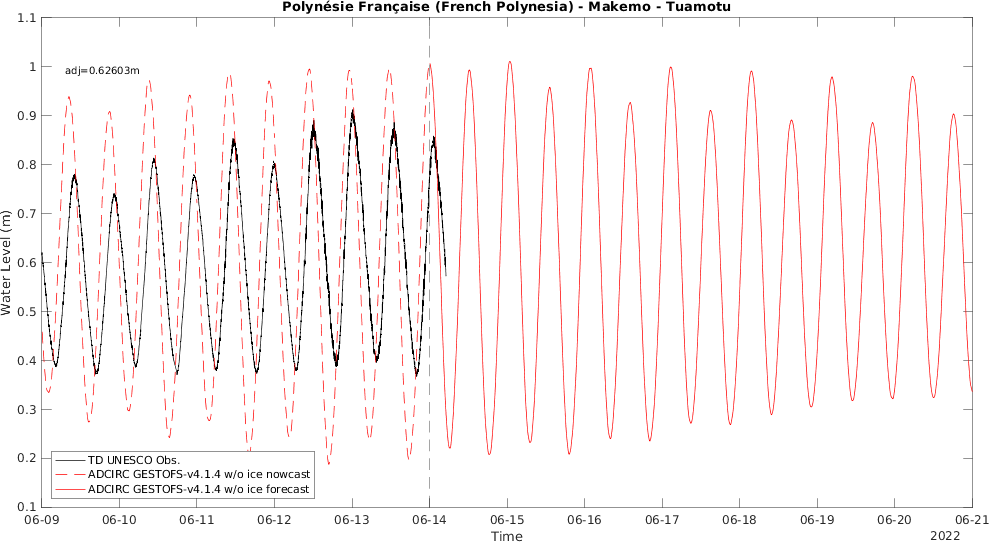 Polynésie Française (French Polynesia) - Makemo - Tuamotu
1.1
1
0.9
0.8
0.7
0.6
0.5
0.4
0.3
0.2
0.1
Water Level (m)
adj=0.62603m
TD UNESCO Obs.
ADCIRC GESTOFS-v4.1.4 w/o ice nowcast
ADCIRC GESTOFS-v4.1.4 w/o ice forecast
06-09 06-10 06-11 06-12 06-13 06-14 06-15 06-16 06-17 06-18 06-19 06-20 06-21
Time
2022